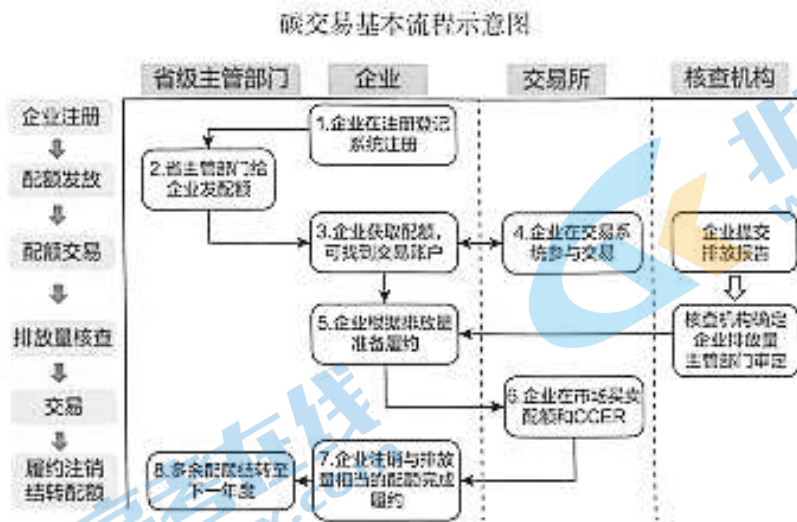 碳交易基本流程示意图
省级主管部门
企业
交易所
核查机构
企业注册
1.企业在注册登记
系统注册
2.省主管部门给
企业发配额
配额发放
配额交易
3.企业获取配额,
可找到交易账户
4.企业在交易系
统参与交易
企业提交
排放报告
排放量核查
5.企业根据排放量
准备履约
核查机构确定
企业排放量
主管部门审定
交易
6.企业在市场买卖
配额和CCER
履约注销
结转配额
8.多余配额结转至
下一年度
7.企业注销与排放
量相当的配额完成
履约
高考在线